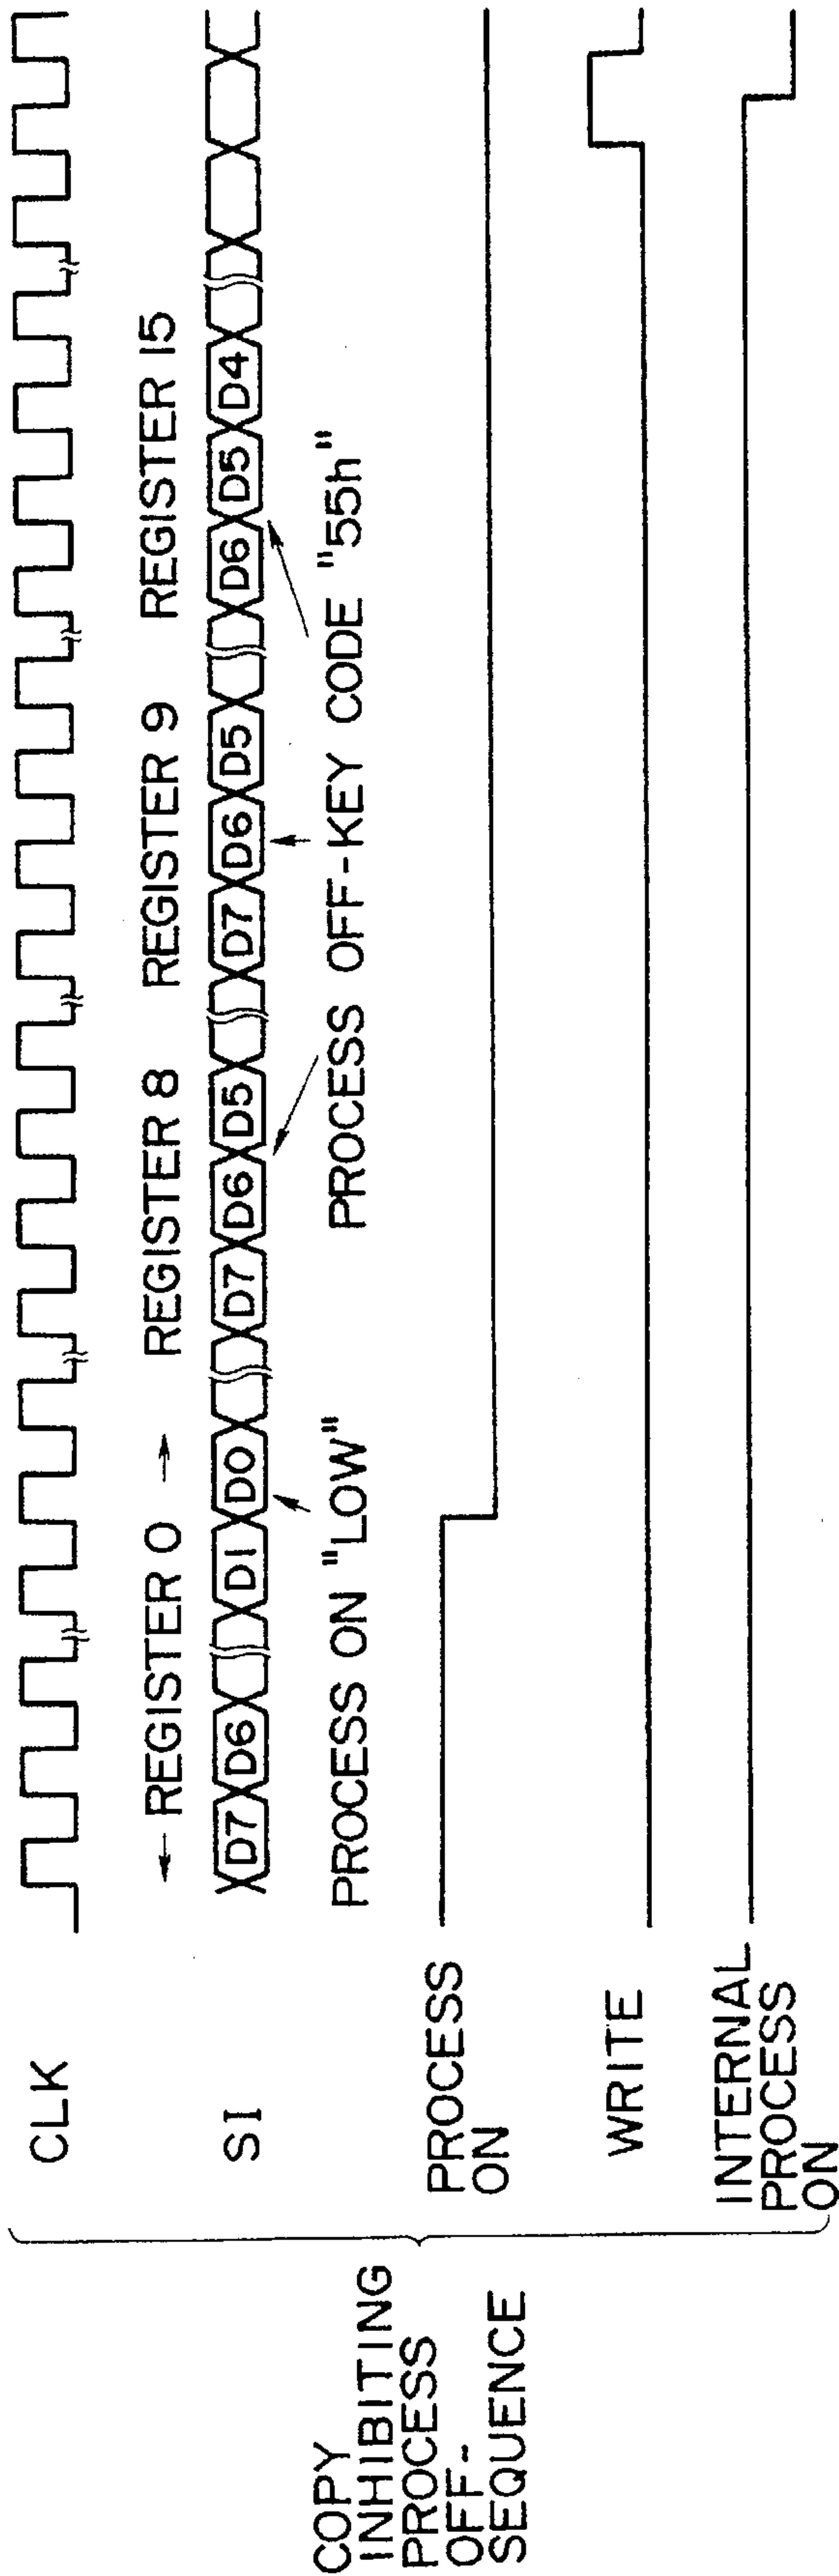 COPY
INHIBITING
PROCESS
OFF-
SEQUENCE
CLK
← REGISTER 0 → REGISTER 8 REGISTER 9 REGISTER 15
SI
D7 D6 D1 D0 D7 D6 D5 D7 D6 D5 D6 D5 D4
PROCESS ON "LOW"
PROCESS OFF-KEY CODE "55h"
PROCESS
ON
WRITE
INTERNAL
PROCESS
ON